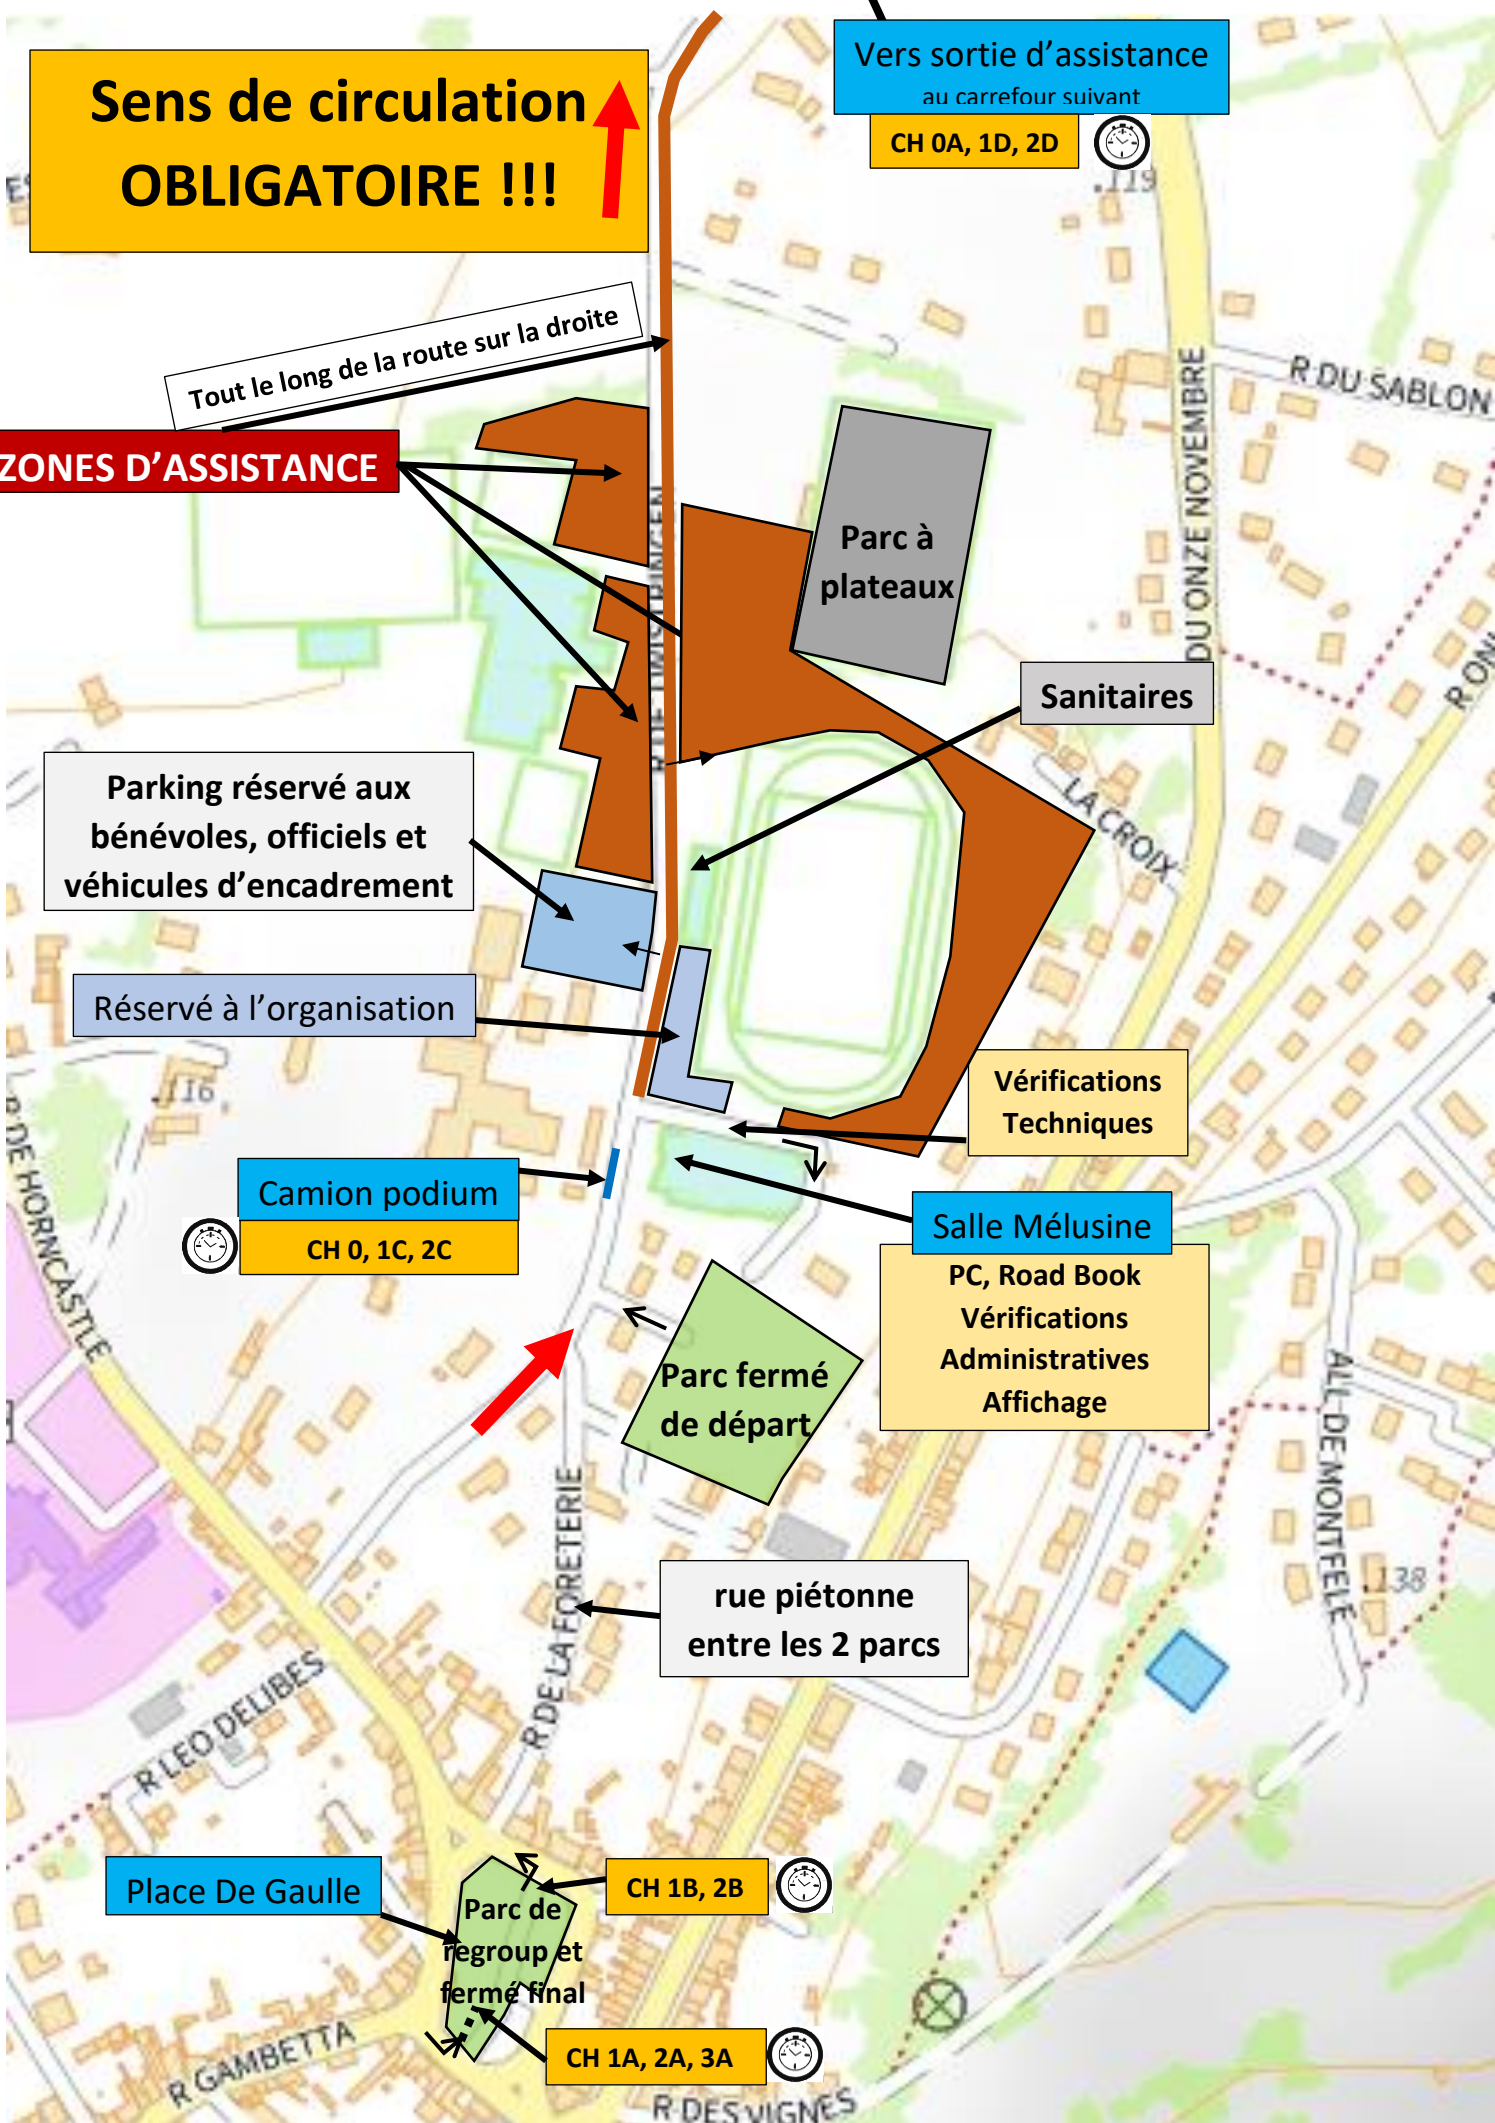 Sens de circulation
OBLIGATOIRE !!!
Vers sortie d’assistance
au carrefour suivant
CH 0A, 1D, 2D
.119
Tout le long de la route sur la droite
R DU SABLON
ZONES D’ASSISTANCE
DU ONZE NOVEMBRE
Parc à
plateaux
Sanitaires
Parking réservé aux
bénévoles, officiels et
véhicules d’encadrement
LA CROIX
Réservé à l’organisation
Vérifications
Techniques
.116
DE HORNCASTLE
Camion podium
CH 0, 1C, 2C
Salle Mélusine
PC, Road Book
Vérifications
Administratives
Affichage
Parc fermé
de départ
ALL DE MONTFELE
R DE LA FORETERIE
rue piétonne
entre les 2 parcs
.138
R LEO DELIBES
Place De Gaulle
CH 1B, 2B
Parc de
regroup et
fermé final
CH 1A, 2A, 3A
R GAMBETTA
R DES VIGNES